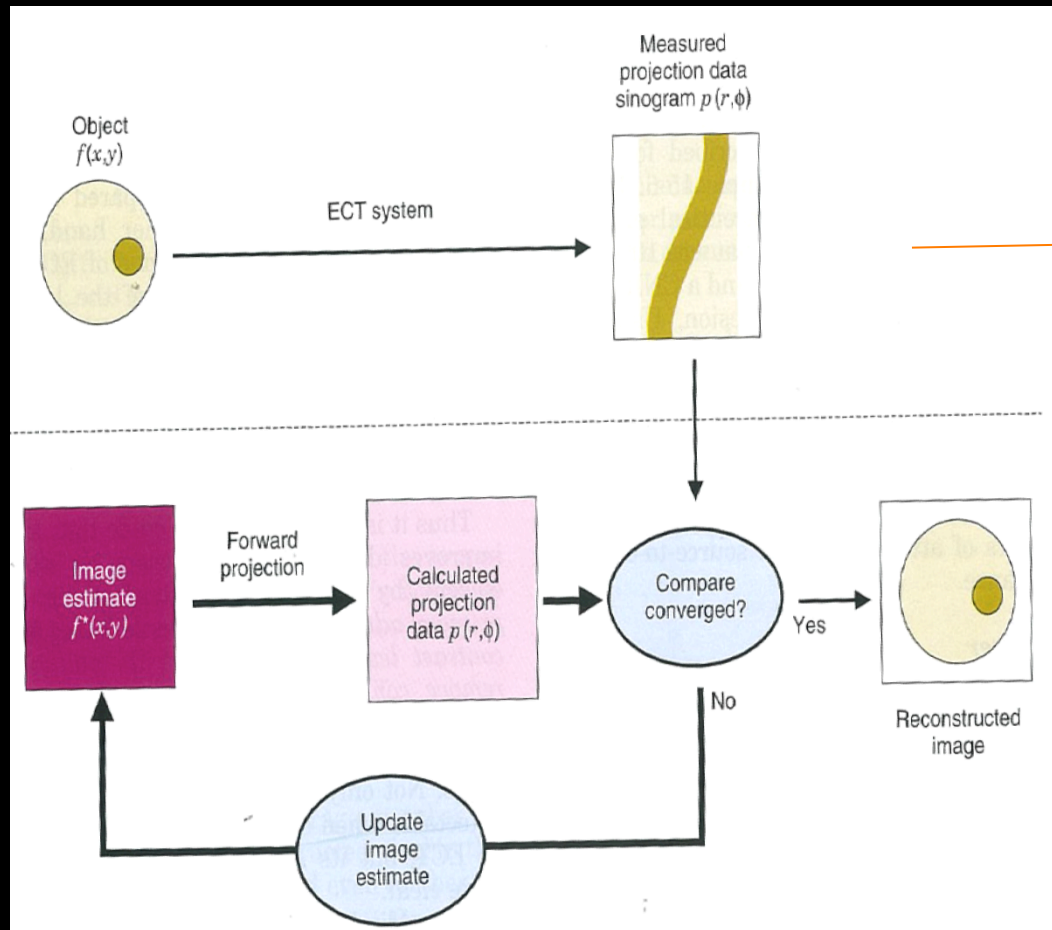 Measured
projection data
sinogram p(r,ϕ)
Object
f(x,y)
ECT system
Image
estimate
f*(x,y)
Forward
projection
Calculated
projection
data p(r,ϕ)
Compare
converged?
Yes
No
Reconstructed
image
Update
image
estimate